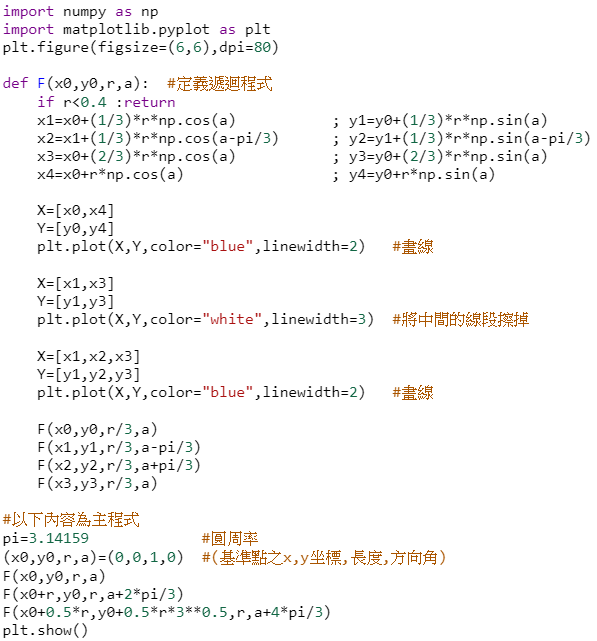 import numpy as np
import matplotlib.pyplot as plt
plt.figure(figsize=(6,6),dpi=80)

def F(x0,y0,r,a):  #定義遞迴程式
    if r<0.4 :return
    x1=x0+(1/3)*r*np.cos(a)           ; y1=y0+(1/3)*r*np.sin(a)
    x2=x1+(1/3)*r*np.cos(a-pi/3)      ; y2=y1+(1/3)*r*np.sin(a-pi/3)
    x3=x0+(2/3)*r*np.cos(a)           ; y3=y0+(2/3)*r*np.sin(a)
    x4=x0+r*np.cos(a)                 ; y4=y0+r*np.sin(a)

    X=[x0,x4]
    Y=[y0,y4]
    plt.plot(X,Y,color="blue",linewidth=2)   #畫線

    X=[x1,x3]
    Y=[y1,y3]
    plt.plot(X,Y,color="white",linewidth=3)  #將中間的線段擦掉

    X=[x1,x2,x3]
    Y=[y1,y2,y3]
    plt.plot(X,Y,color="blue",linewidth=2)   #畫線

    F(x0,y0,r/3,a)
    F(x1,y1,r/3,a-pi/3)
    F(x2,y2,r/3,a+pi/3)
    F(x3,y3,r/3,a)

#以下內容為主程式
pi=3.14159             #圓周率
(x0,y0,r,a)=(0,0,1,0)  #(基準點之x,y坐標,長度,方向角)
F(x0,y0,r,a)
F(x0+r,y0,r,a+2*pi/3)
F(x0+0.5*r,y0+0.5*r*3**0.5,r,a+4*pi/3)
plt.show()